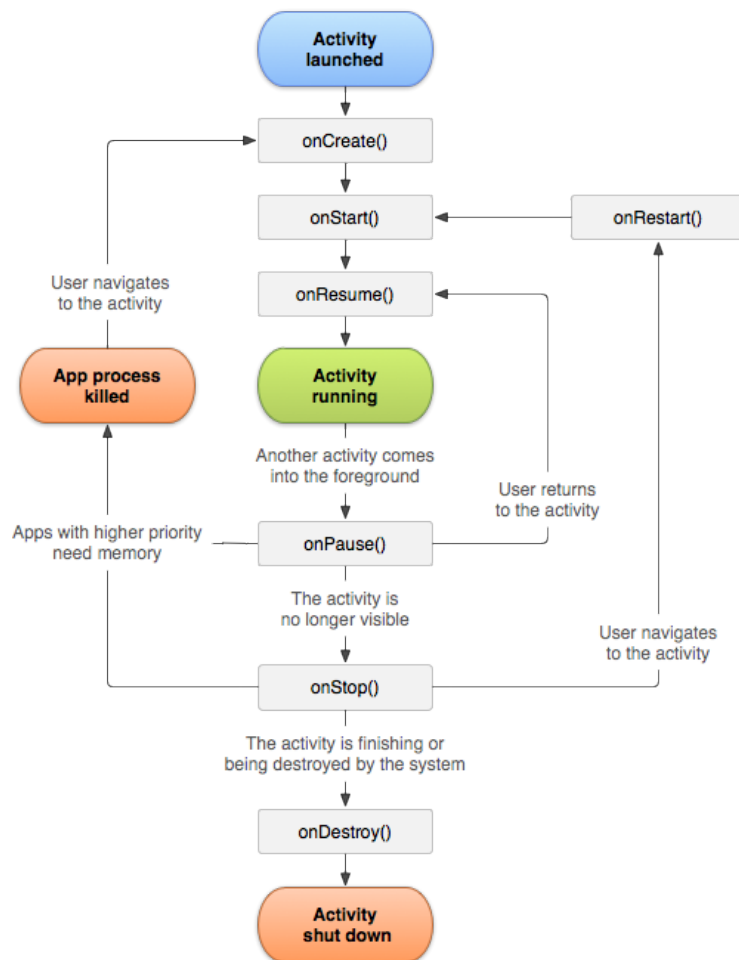 Activity
launched
onCreate()
onStart()
onRestart()
User navigates
to the activity
onResume()
App process
killed
Activity
running
Another activity comes
into the foreground
User returns
to the activity
Apps with higher priority
need memory
onPause()
The activity is
no longer visible
User navigates
to the activity
onStop()
The activity is finishing or
being destroyed by the system
onDestroy()
Activity
shut down